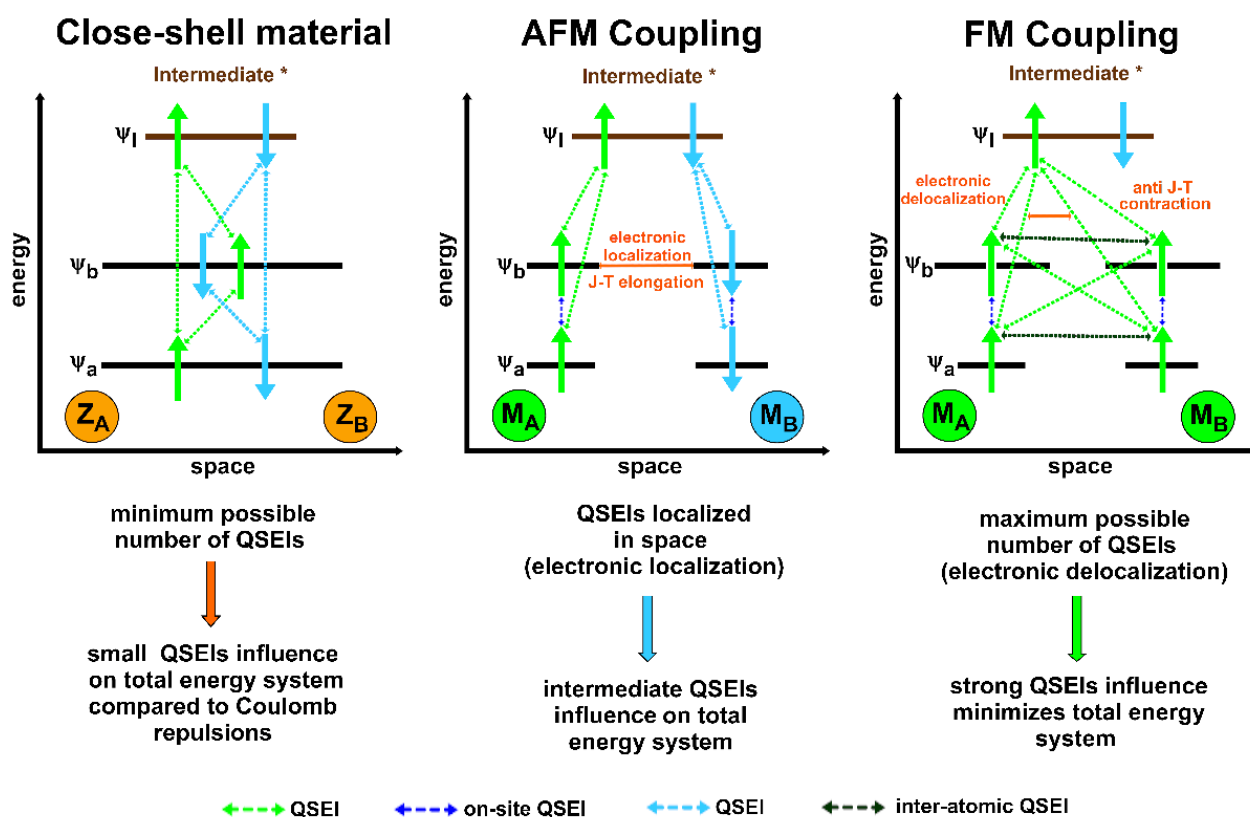 Close-shell material
Intermediate *
ψI
ψb
ψa
energy
ZA
ZB
space
minimum possible
number of QSEIs
small QSEIs influence
on total energy system
compared to Coulomb
repulsions
AFM Coupling
Intermediate *
ψI
electronic
localization
ψb
J-T elongation
ψa
energy
MA
MB
space
QSEIs localized
in space
(electronic localization)
intermediate QSEIs
influence on total
energy system
FM Coupling
Intermediate *
ψI
electronic
delocalization
anti J-T
contraction
ψb
ψa
energy
MA
MB
space
maximum possible
number of QSEIs
(electronic delocalization)
strong QSEIs influence
minimizes total energy
system
QSEI
on-site QSEI
QSEI
inter-atomic QSEI